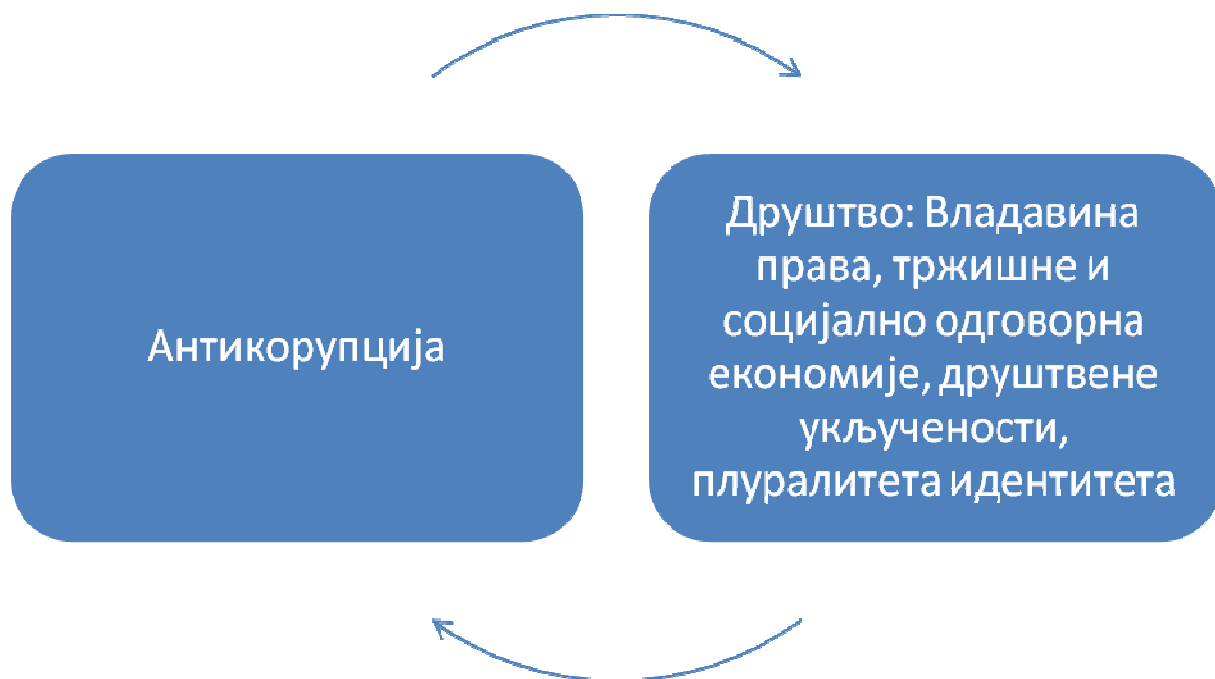 Антикорупција
Друштво: Владавина
права, тржишне и
социјално одговорна
економије, друштвене
укључености,
плуралитета идентитета